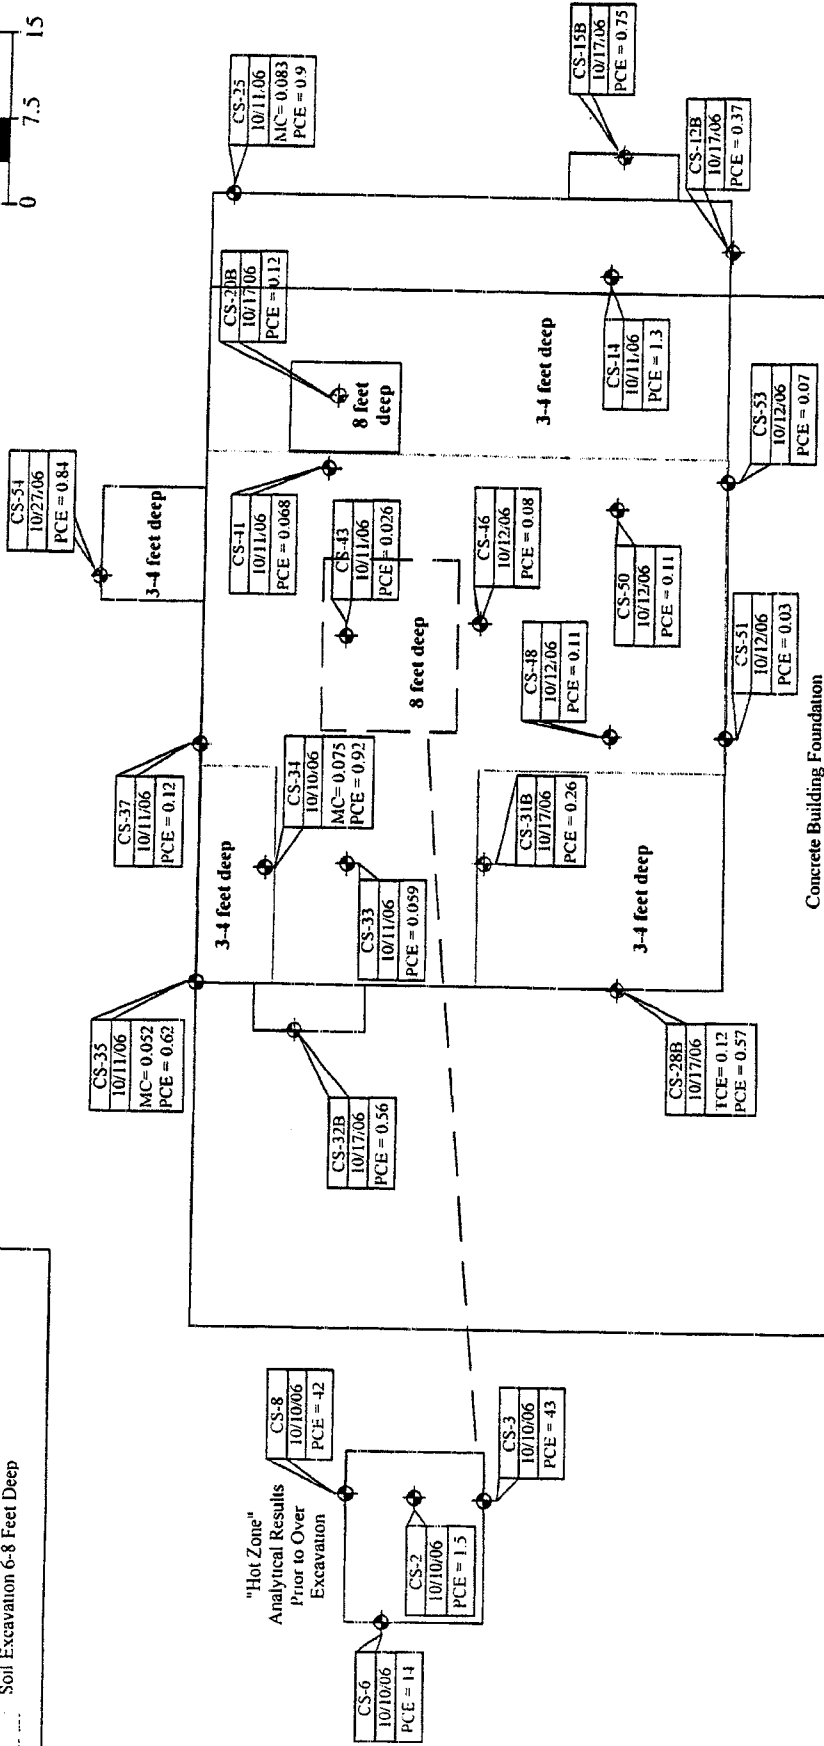 0
7.5
15
Soil Excavation 6-8 Feet Deep
CS-54
10/27/06
PCE = 0.84
3-4 feet deep
CS-25
10/11/06
MC= 0.083
PCE = 0.9
CS-20B
10/17/06
PCE = 0.12
8 feet
deep
CS-15B
10/17/06
PCE = 0.75
CS-12B
10/17/06
PCE = 0.37
3-4 feet deep
CS-14
10/11/06
PCE = 1.3
CS-53
10/12/06
PCE = 0.07
CS-41
10/11/06
PCE = 0.068
CS-43
10/11/06
PCE = 0.026
8 feet deep
CS-46
10/12/06
PCE = 0.08
CS-50
10/12/06
PCE = 0.11
CS-48
10/12/06
PCE = 0.11
CS-51
10/12/06
PCE = 0.03
CS-37
10/11/06
PCE = 0.12
3-4 feet deep
CS-34
10/10/06
MC= 0.075
PCE = 0.92
CS-33
10/11/06
PCE = 0.059
CS-31B
10/17/06
PCE = 0.26
3-4 feet deep
Concrete Building Foundation
CS-35
10/11/06
MC= 0.052
PCE = 0.62
CS-32B
10/17/06
PCE = 0.56
CS-28B
10/17/06
TCE= 0.12
PCE = 0.57
"Hot Zone"
Analytical Results
Prior to Over
Excavation
CS-8
10/10/06
PCE = 42
CS-2
10/10/06
PCE = 1.5
CS-3
10/10/06
PCE = 43
CS-6
10/10/06
PCE = 14